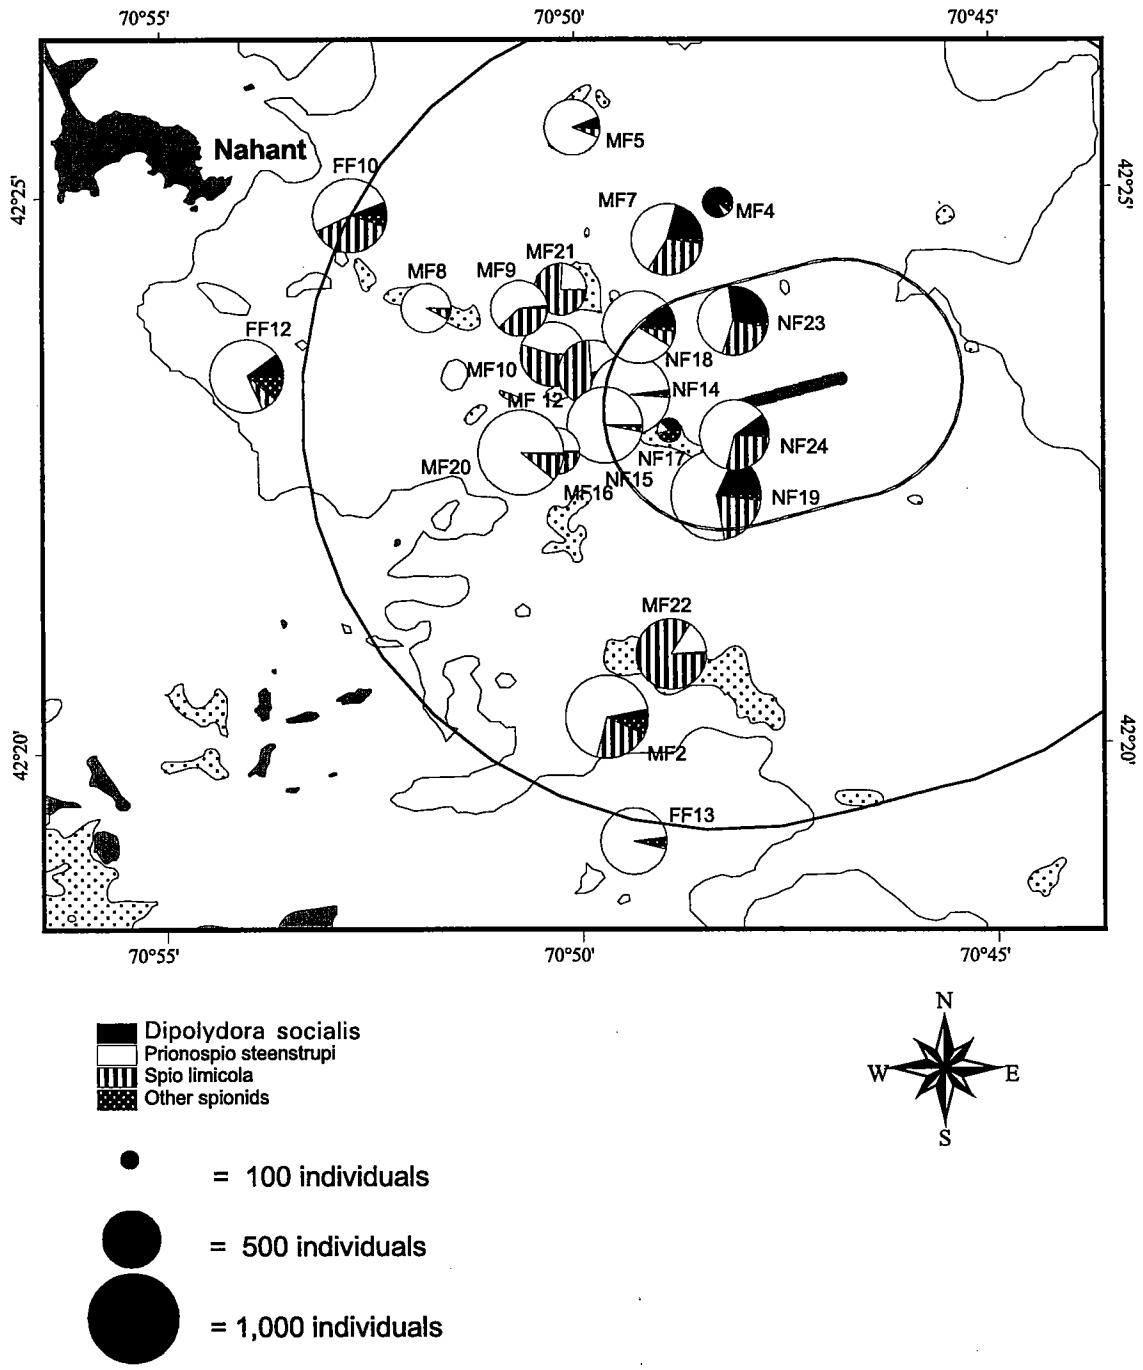 70°55'
70°50'
70°45'
42°25'
42°25'
Nahant
MF5
FF10
MF7
MF4
MF21
MF8
MF9
NF23
FF12
NF18
MF10
NF14
MF 12
NF24
NF17
MF20
NF15
MF16
NF19
MF22
MF2
42°20'
42°20'
FF13
70°55'
70°50'
70°45'
N
W
E
S
Dipolydora socialis
Prionospio steenstrupi
Spio limicola
Other spionids
= 100 individuals
= 500 individuals
= 1,000 individuals